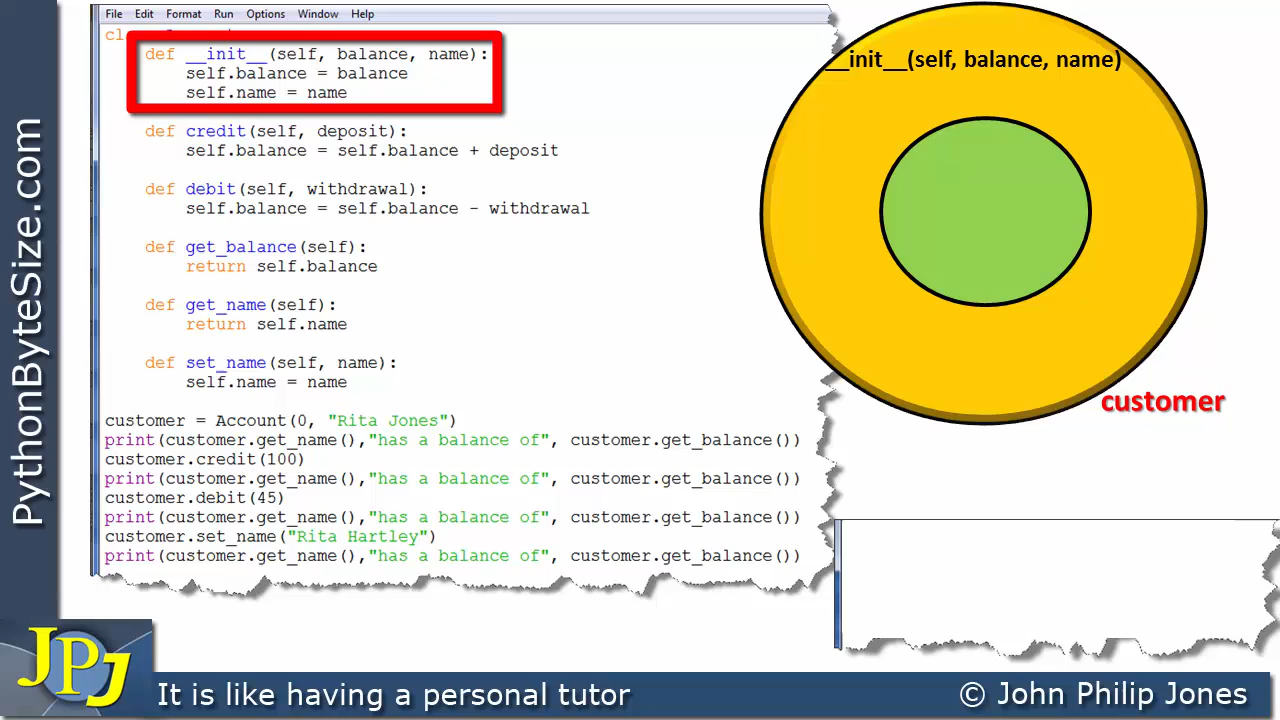 File Edit Format Run Options Window Help
def __init__(self, balance, name):
self.balance = balance
self.name = name
def credit(self, deposit):
self.balance = self.balance + deposit
def debit(self, withdrawal):
self.balance = self.balance - withdrawal
def get_balance(self):
return self.balance
def get_name(self):
return self.name
def set_name(self, name):
self.name = name
customer = Account(0, "Rita Jones")
print(customer.get_name(),"has a balance of", customer.get_balance())
customer.credit(100)
print(customer.get_name(),"has a balance of", customer.get_balance())
customer.debit(45)
print(customer.get_name(),"has a balance of", customer.get_balance())
customer.set_name("Rita Hartley")
print(customer.get_name(),"has a balance of", customer.get_balance())
__init__(self, balance, name)
customer
PythonByteSize.com
JPJ
It is like having a personal tutor
© John Philip Jones